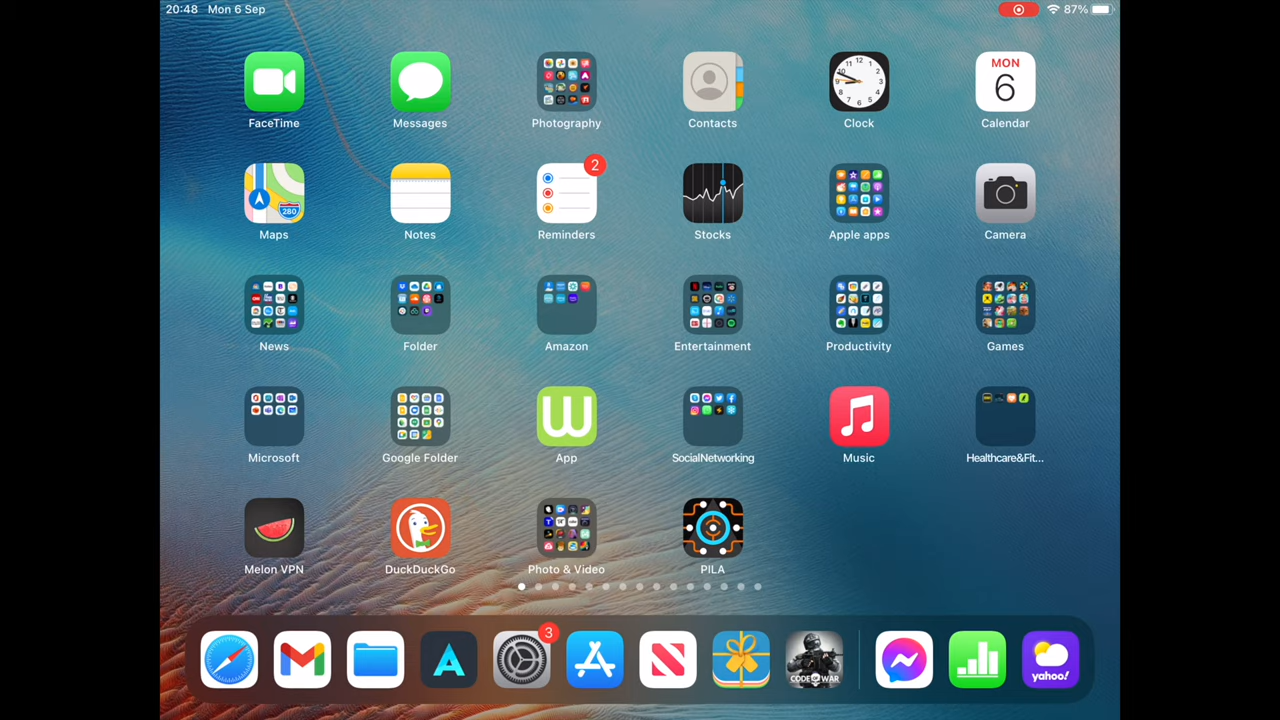 20:48 Mon 6 Sep 87%
FaceTime Messages Photography Contacts Clock MON 6 Calendar
280
2
Maps Notes Reminders Stocks Apple apps Camera
News Folder Amazon Entertainment Productivity Games
W
Microsoft Google Folder App SocialNetworking Music Healthcare&Fit...
Melon VPN DuckDuckGo Photo & Video PILA
3
CODE OF WAR
yahoo!